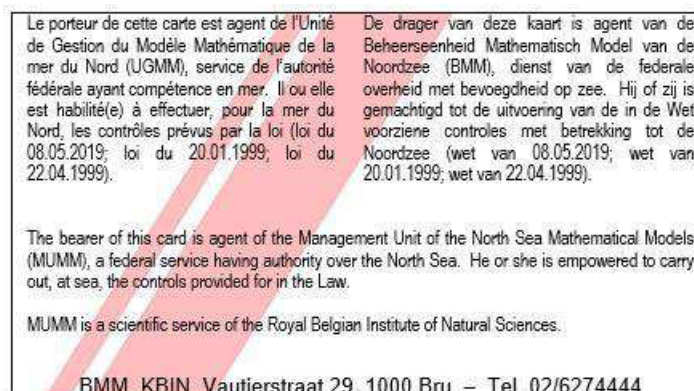 Le porteur de cette carte est agent de l'Unité
de Gestion du Modèle Mathématique de la
mer du Nord (UGMM), service de l'autorité
fédérale ayant compétence en mer. Il ou elle
est habilité(e) à effectuer, pour la mer du
Nord, les contrôles prévus par la loi (loi du
08.05.2019; loi du 20.01.1999; loi du
22.04.1999).
De drager van deze kaart is agent van de
Beheerseenheid Mathematisch Model van de
Noordzee (BMM), dienst van de federale
overheid met bevoegdheid op zee. Hij of zij is
gemachtigd tot de uitvoering van de in de Wet
voorziene controles met betrekking tot de
Noordzee (wet van 08.05.2019; wet van
20.01.1999; wet van 22.04.1999).
The bearer of this card is agent of the Management Unit of the North Sea Mathematical Models
(MUMM), a federal service having authority over the North Sea. He or she is empowered to carry
out, at sea, the controls provided for in the Law.
MUMM is a scientific service of the Royal Belgian Institute of Natural Sciences.
BMM KBIN Vautierstraat 29, 1000 Bru – Tel 02/6274444